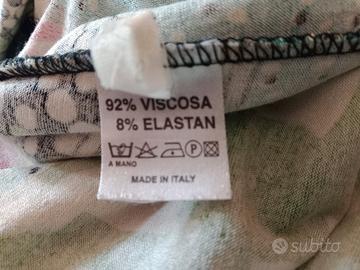 92% VISCOSA
8% ELASTAN
P
A MANO
MADE IN ITALY
subito